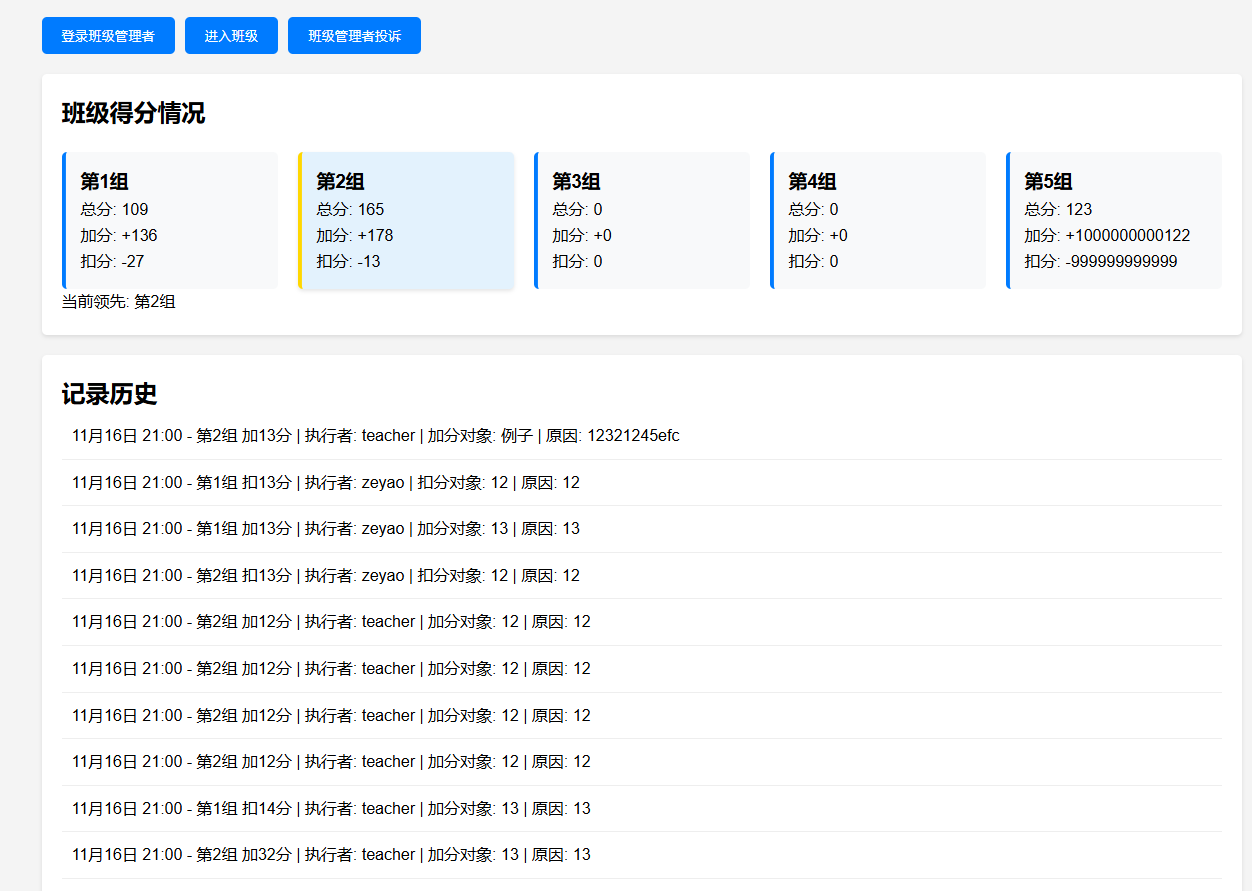 登录班级管理者 进入班级 班级管理者投诉
班级得分情况
第1组
总分: 109
加分: +136
扣分: -27
第2组
总分: 165
加分: +178
扣分: -13
第3组
总分: 0
加分: +0
扣分: 0
第4组
总分: 0
加分: +0
扣分: 0
第5组
总分: 123
加分: +1000000000122
扣分: -999999999999
当前领先: 第2组
记录历史
11月16日 21:00 - 第2组 加13分 | 执行者: teacher | 加分对象: 例子 | 原因: 12321245efc
11月16日 21:00 - 第1组 扣13分 | 执行者: zeyao | 扣分对象: 12 | 原因: 12
11月16日 21:00 - 第1组 加13分 | 执行者: zeyao | 加分对象: 13 | 原因: 13
11月16日 21:00 - 第2组 扣13分 | 执行者: zeyao | 扣分对象: 12 | 原因: 12
11月16日 21:00 - 第2组 加12分 | 执行者: teacher | 加分对象: 12 | 原因: 12
11月16日 21:00 - 第2组 加12分 | 执行者: teacher | 加分对象: 12 | 原因: 12
11月16日 21:00 - 第2组 加12分 | 执行者: teacher | 加分对象: 12 | 原因: 12
11月16日 21:00 - 第2组 加12分 | 执行者: teacher | 加分对象: 12 | 原因: 12
11月16日 21:00 - 第1组 扣14分 | 执行者: teacher | 加分对象: 13 | 原因: 13
11月16日 21:00 - 第2组 加32分 | 执行者: teacher | 加分对象: 13 | 原因: 13